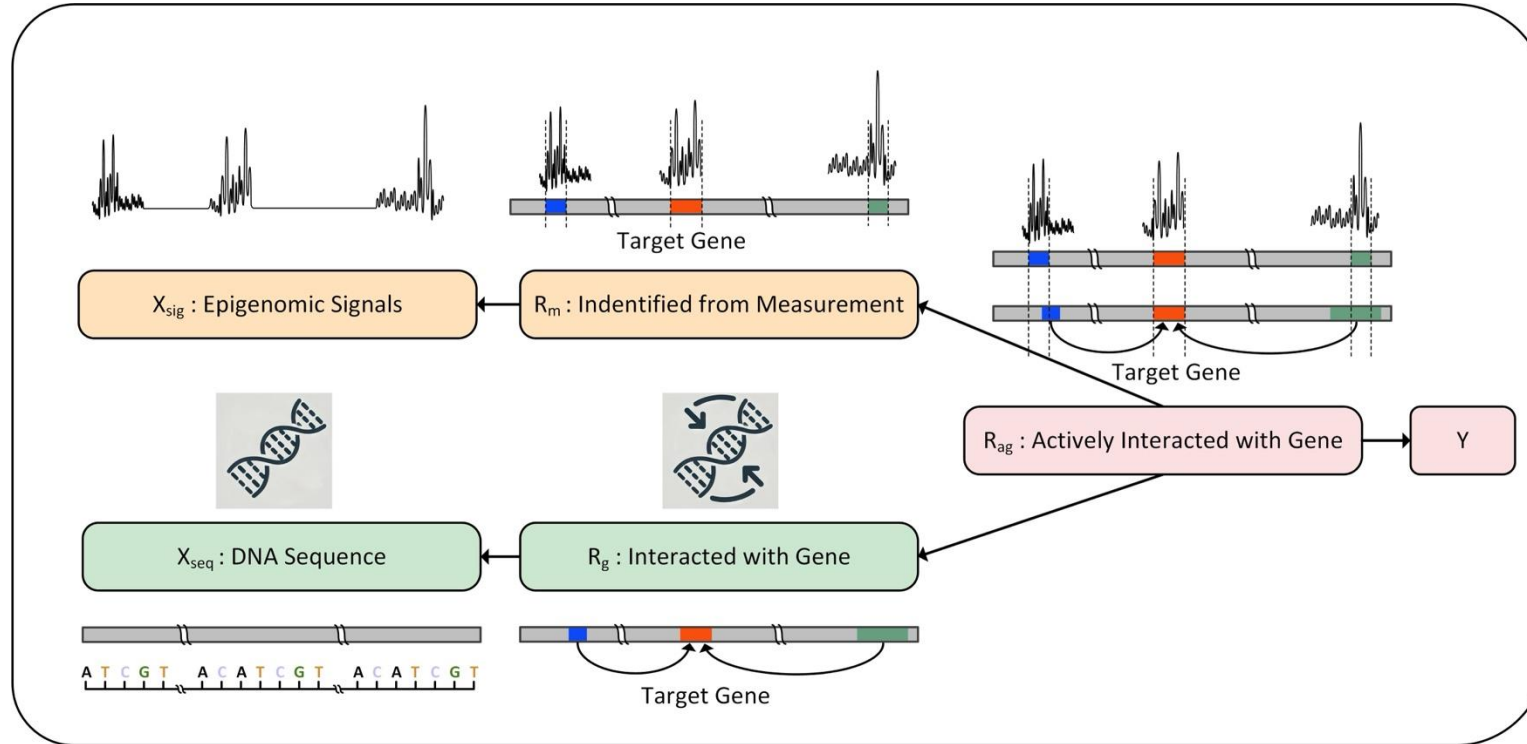 Target Gene
X_sig : Epigenomic Signals
R_m : Indentified from Measurement
Target Gene
R_ag : Actively Interacted with Gene
Y
X_seq : DNA Sequence
R_g : Interacted with Gene
A T C G T A C A T C G T A C A T C G T
Target Gene